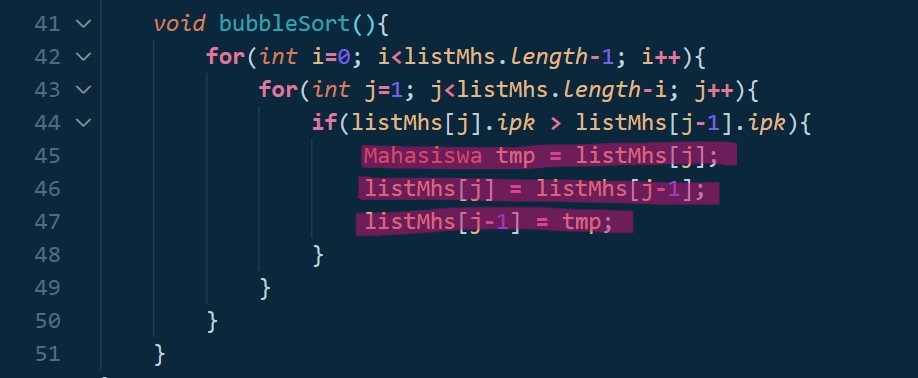 41 void bubbleSort(){
42 for(int i=0; i<listMhs.length-1; i++){
43 for(int j=1; j<listMhs.length-i; j++){
44 if(listMhs[j].ipk > listMhs[j-1].ipk){
45 Mahasiswa tmp = listMhs[j];
46 listMhs[j] = listMhs[j-1];
47 listMhs[j-1] = tmp;
48 }
49 }
50 }
51 }